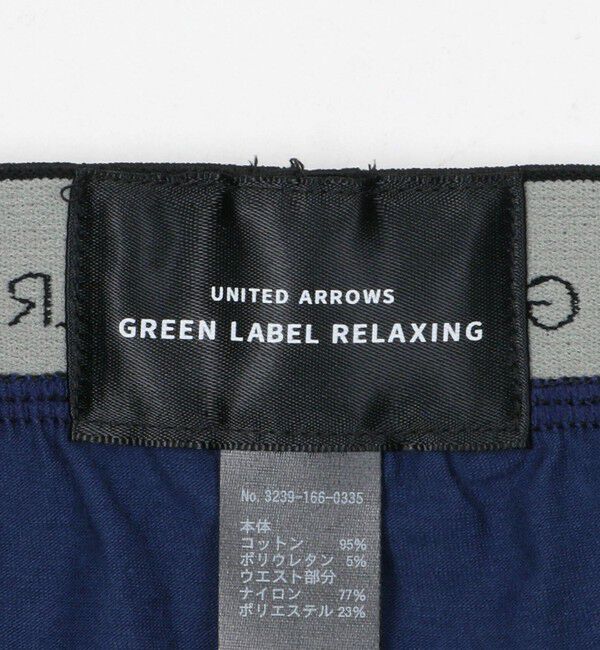 UNITED ARROWS
GREEN LABEL RELAXING
No. 3239-166-0335
本体
コットン 95%
ポリウレタン 5%
ウエスト部分
ナイロン 77%
ポリエステル 23%